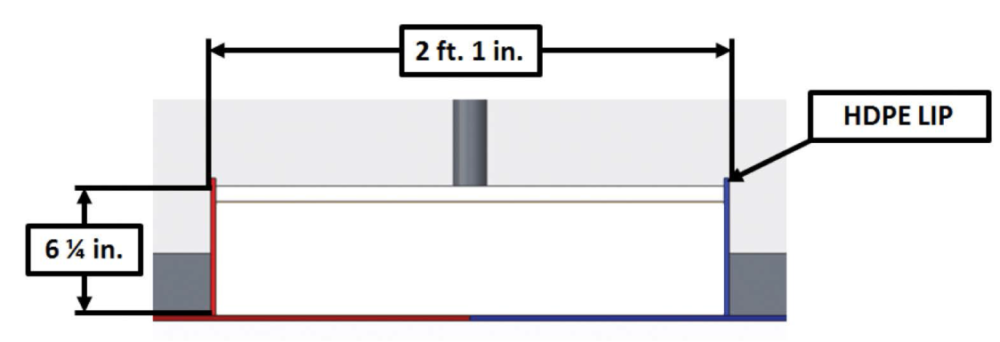 2 ft. 1 in.
HDPE LIP
6 ¼ in.